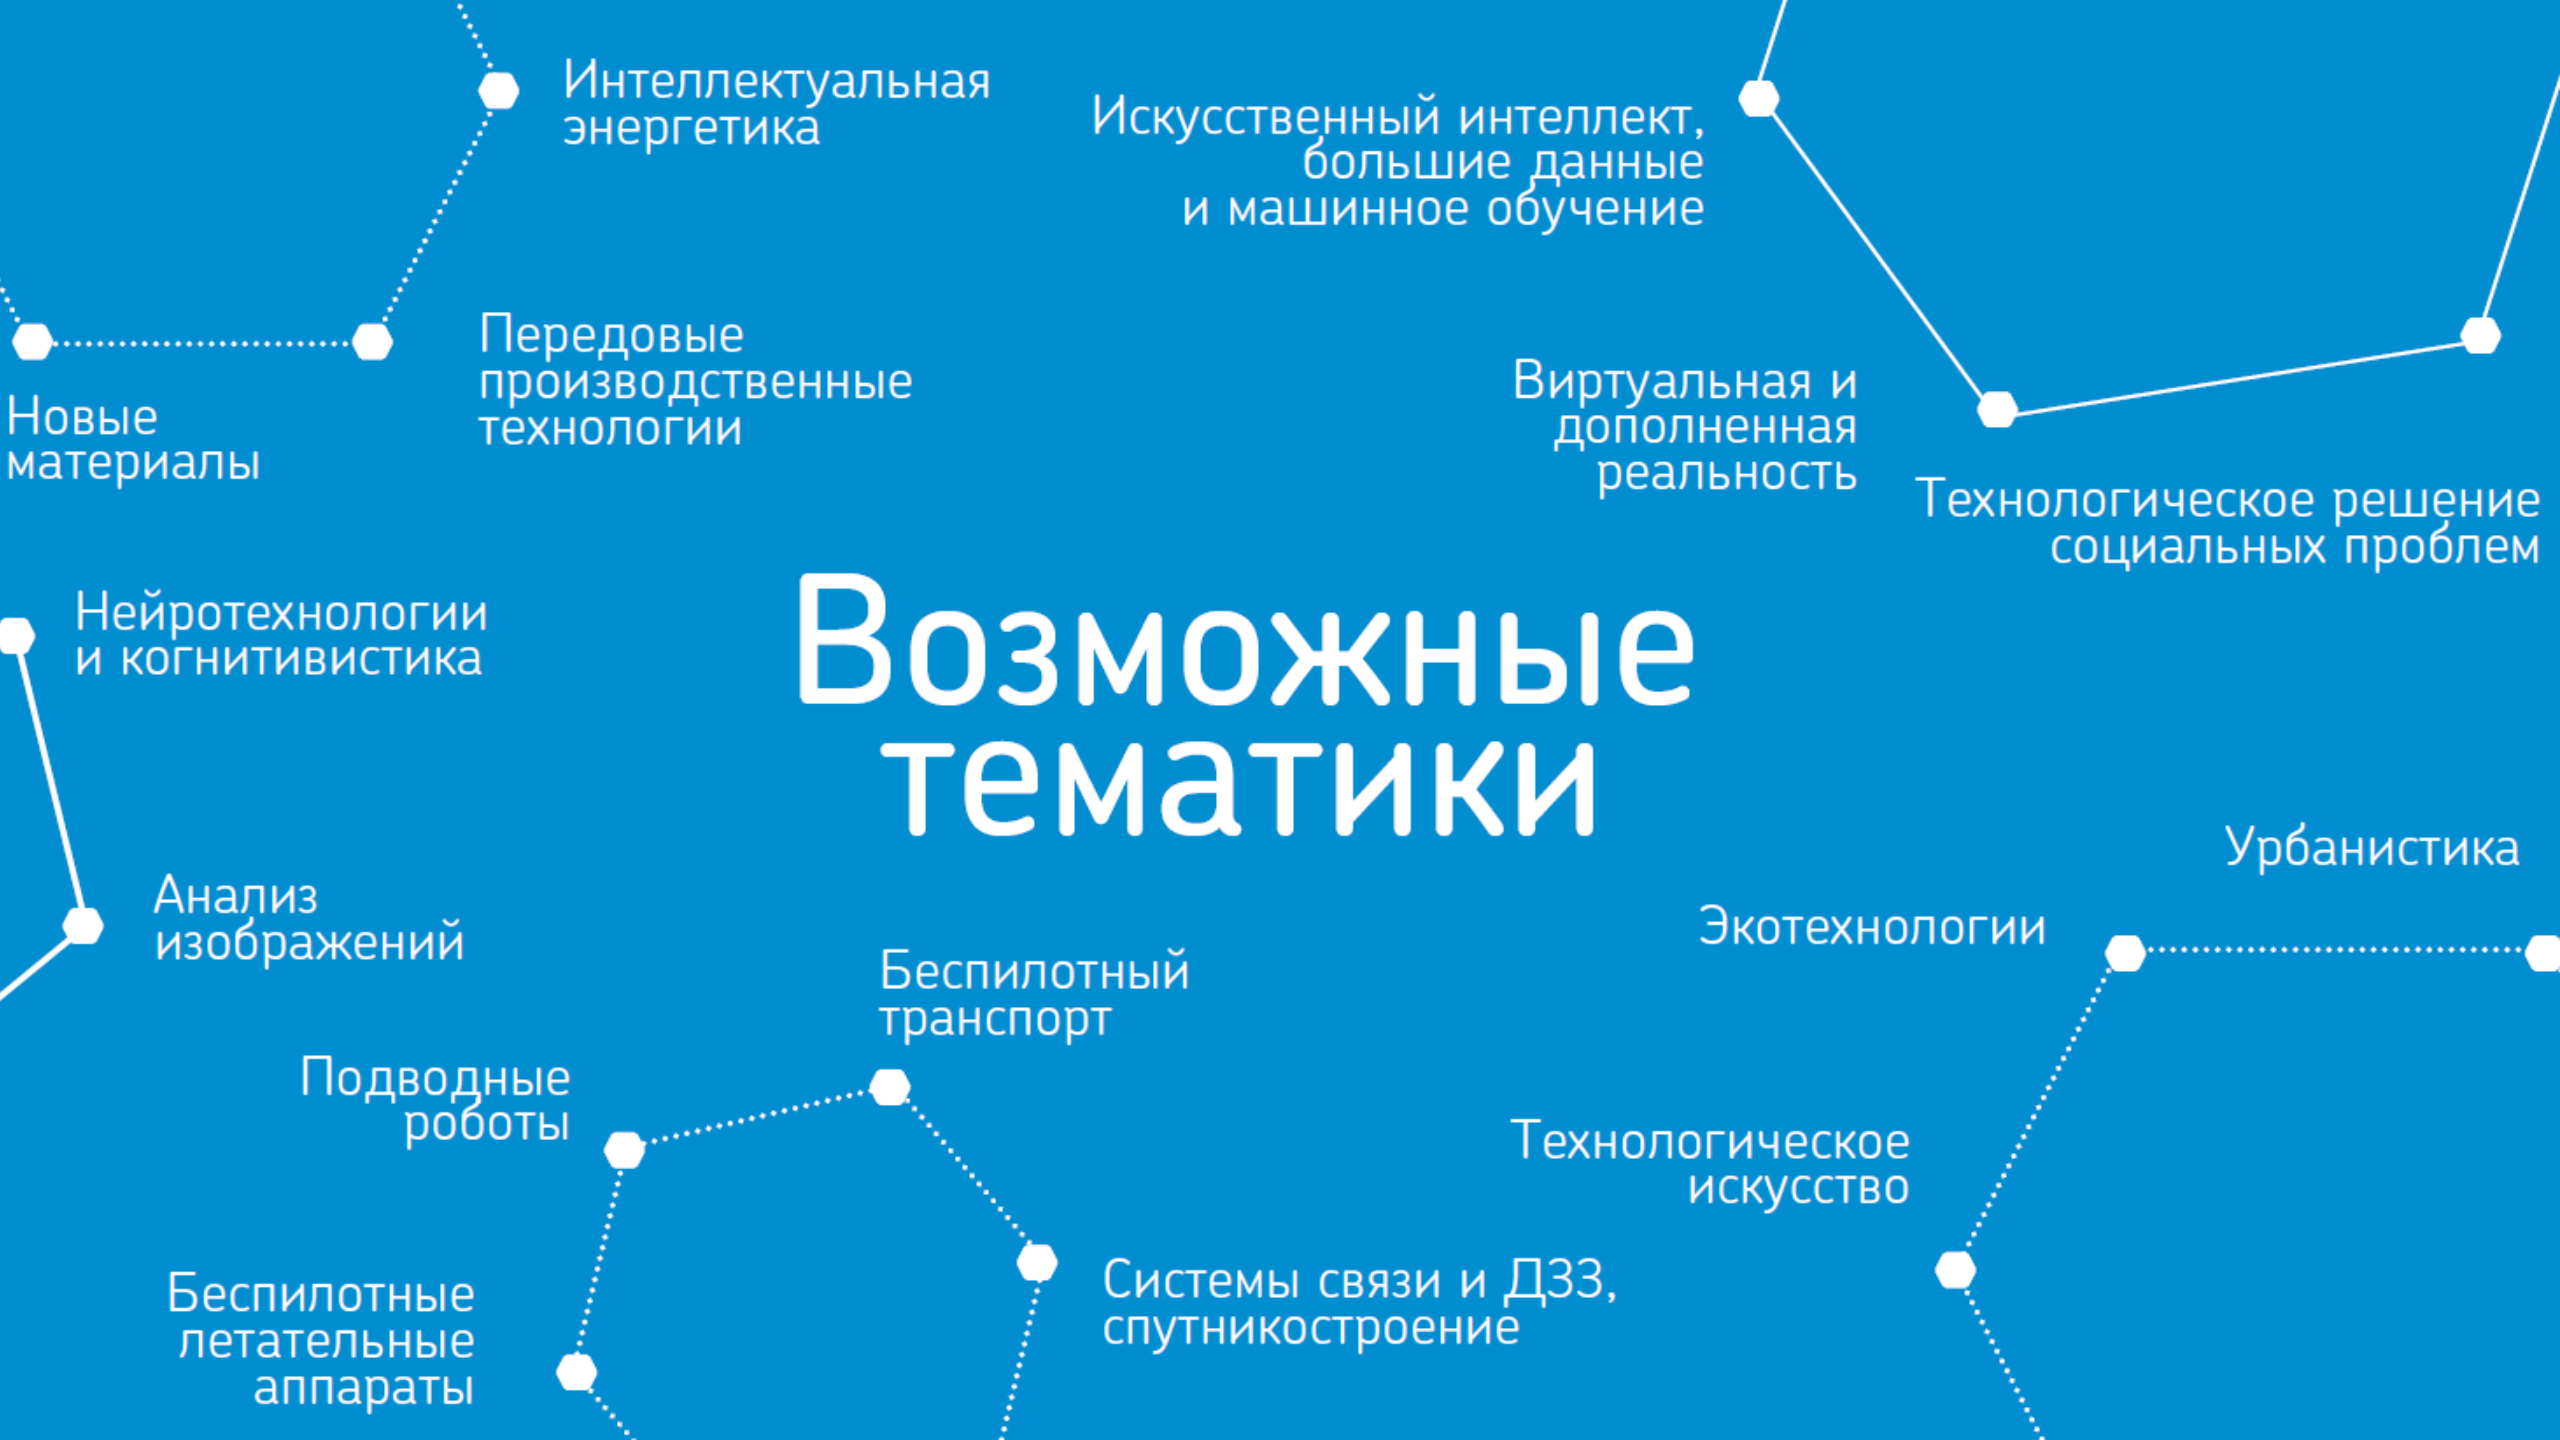 Интеллектуальная
энергетика
Искусственный интеллект,
большие данные
и машинное обучение
Передовые
производственные
технологии
Новые
материалы
Виртуальная и
дополненная
реальность
Технологическое решение
социальных проблем
Нейротехнологии
и когнитивистика
Возможные
тематики
Анализ
изображений
Урбанистика
Экотехнологии
Беспилотный
транспорт
Подводные
роботы
Технологическое
искусство
Системы связи и ДЗЗ,
спутникостроение
Беспилотные
летательные
аппараты